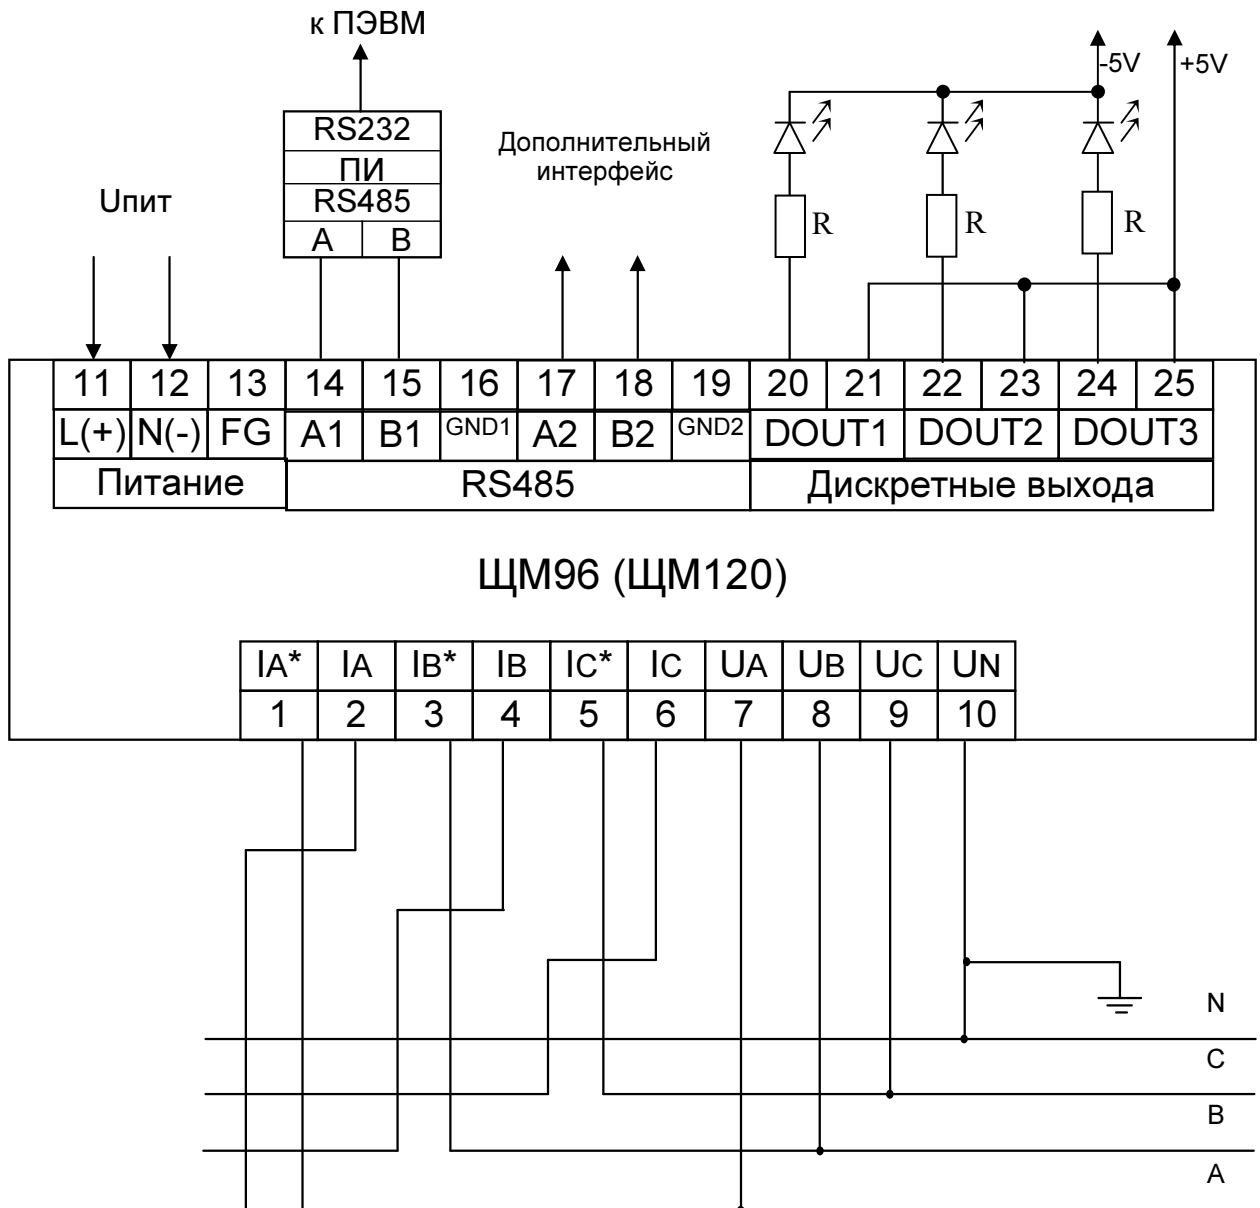 к ПЭВМ
-5V
+5V
RS232
ПИ
RS485
A B
Дополнительный
интерфейс
Uпит
R R R
11 12 13 14 15 16 17 18 19 20 21 22 23 24 25
L(+) N(-) FG A1 B1 GND1 A2 B2 GND2 DOUT1 DOUT2 DOUT3
Питание RS485 Дискретные выхода
ЩМ96 (ЩМ120)
IA* IA IB* IB IC* IC UA UB UC UN
1 2 3 4 5 6 7 8 9 10
N
C
B
A